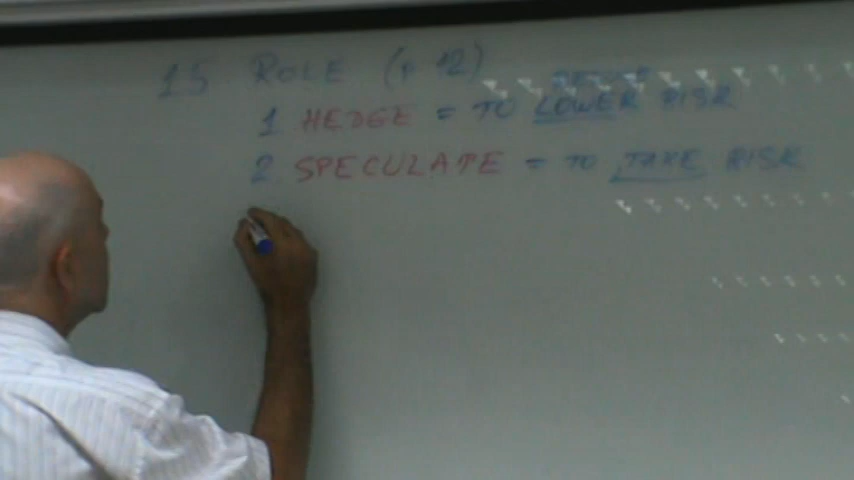 15 ROLE (P 12)
1 HEDGE = TO LOWER RISK
2 SPECULATE = TO TAKE RISK